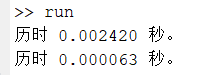 >> run
历时 0.002420 秒。
历时 0.000063 秒。